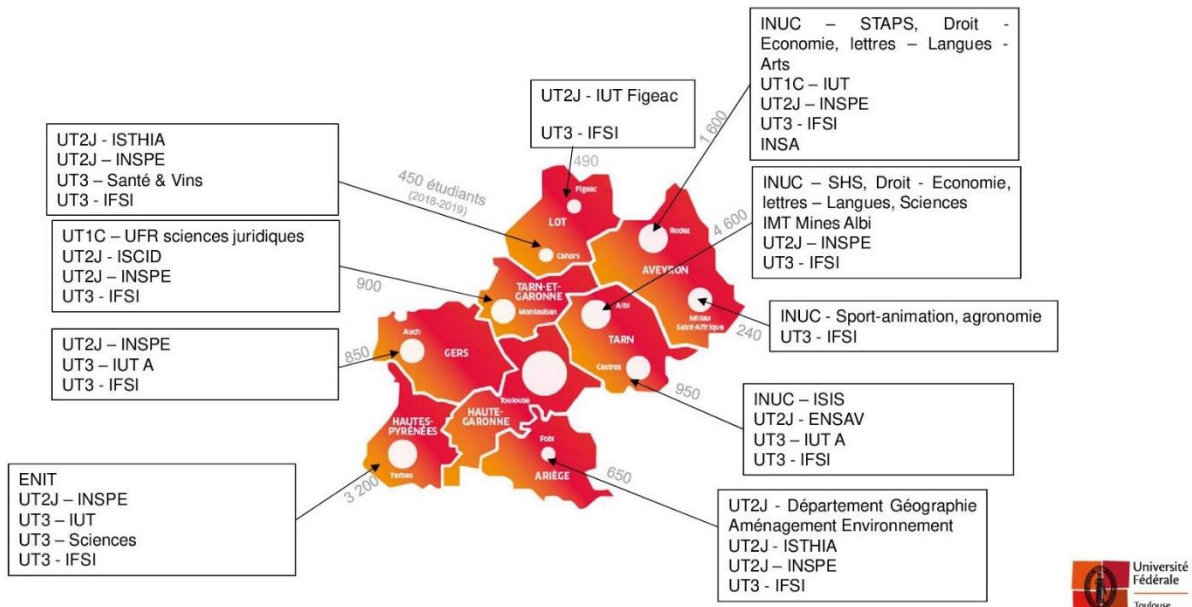 INUC – STAPS, Droit -
Economie, lettres – Langues -
Arts
UT1C – IUT
UT2J – INSPE
UT3 - IFSI
INSA
1 600
UT2J - IUT Figeac
UT3 - IFSI
490
UT2J - ISTHIA
UT2J – INSPE
UT3 – Santé & Vins
UT3 - IFSI
450 étudiants
(2018-2019)
INUC – SHS, Droit - Economie,
lettres – Langues, Sciences
IMT Mines Albi
UT2J – INSPE
UT3 - IFSI
4 600
UT1C – UFR sciences juridiques
UT2J - ISCID
UT2J – INSPE
UT3 - IFSI
900
INUC - Sport-animation, agronomie
UT3 - IFSI
240
UT2J – INSPE
UT3 – IUT A
UT3 - IFSI
850
INUC – ISIS
UT2J - ENSAV
UT3 – IUT A
UT3 - IFSI
950
ENIT
UT2J – INSPE
UT3 – IUT
UT3 – Sciences
UT3 - IFSI
3 200
UT2J - Département Géographie
Aménagement Environnement
UT2J - ISTHIA
UT2J – INSPE
UT3 - IFSI
650
Figeac
LOT
Cahors
Rodez
AVEYRON
TARN-ET-
GARONNE
Montauban
Albi
Millau
Saint-Affrique
TARN
Auch
GERS
Castres
Toulouse
HAUTE-
GARONNE
HAUTES-
PYRÉNÉES
Tarbes
Foix
ARIÈGE
Université
Fédérale
Toulouse